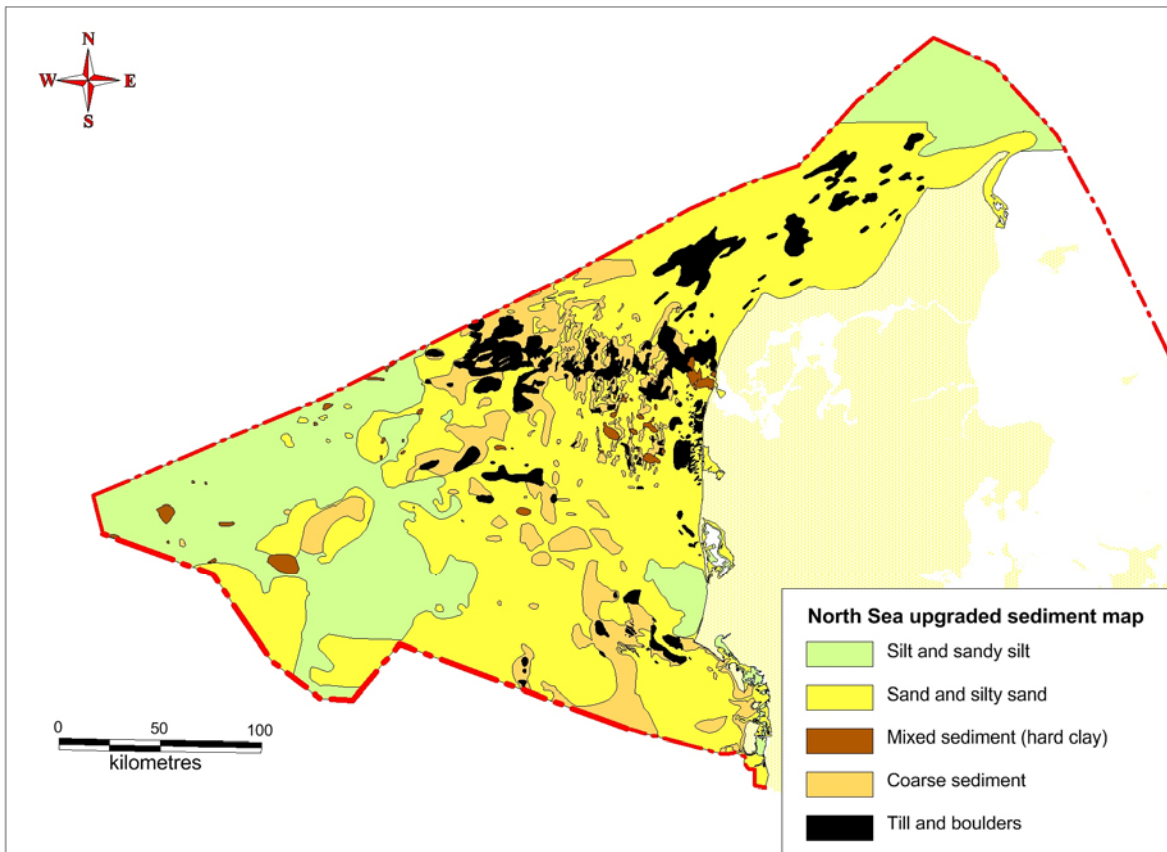 N
W E
S
North Sea upgraded sediment map
Silt and sandy silt
Sand and silty sand
Mixed sediment (hard clay)
Coarse sediment
Till and boulders
0 50 100
kilometres